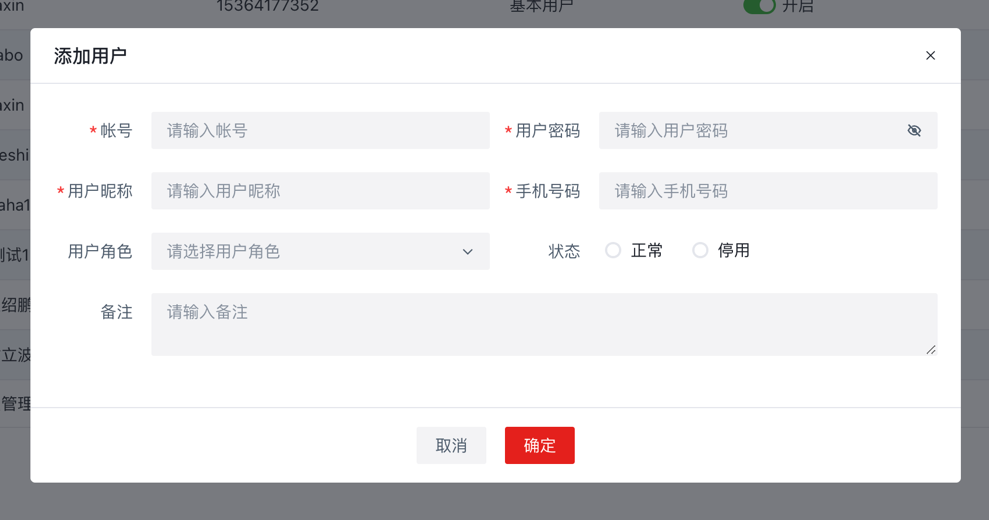 axin 15364177352 基本用户 开启
abo
axin
eshi
aha1
测试1
绍鹏
立波
管理
添加用户
* 帐号 请输入帐号 * 用户密码 请输入用户密码
* 用户昵称 请输入用户昵称 * 手机号码 请输入手机号码
用户角色 请选择用户角色 状态 正常 停用
备注 请输入备注
取消 确定